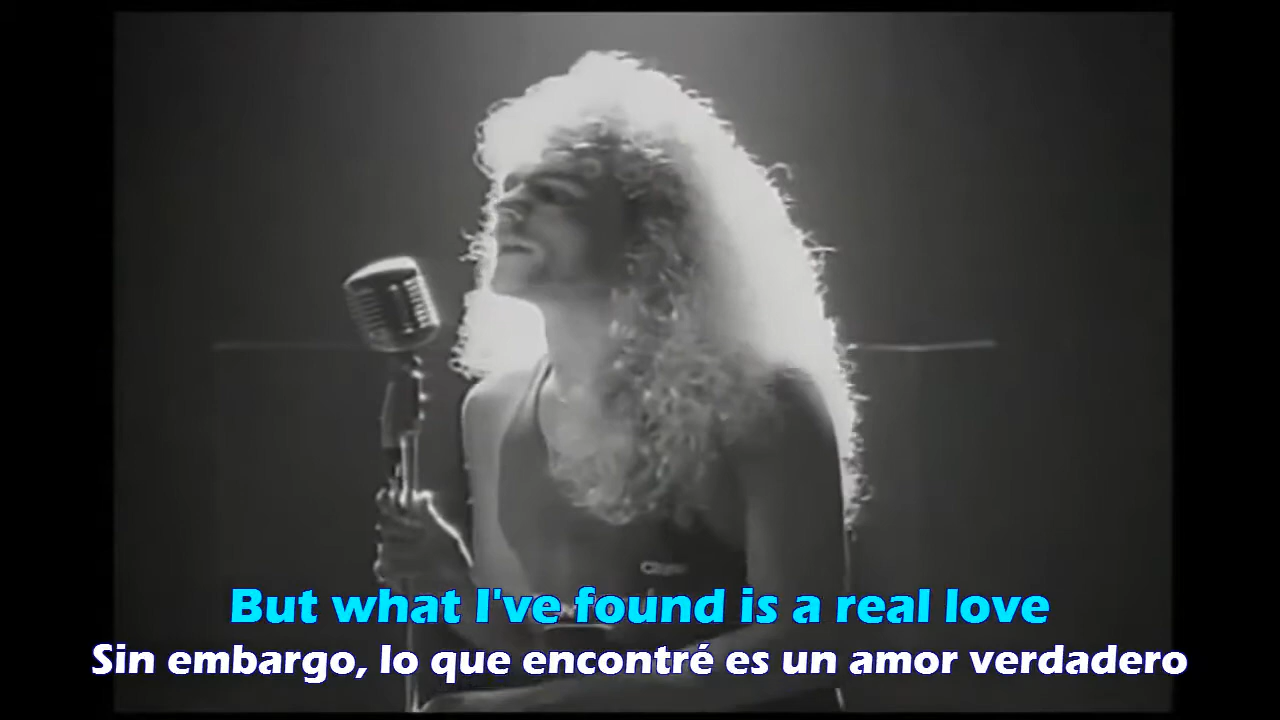 But what I've found is a real love
Sin embargo, lo que encontré es un amor verdadero